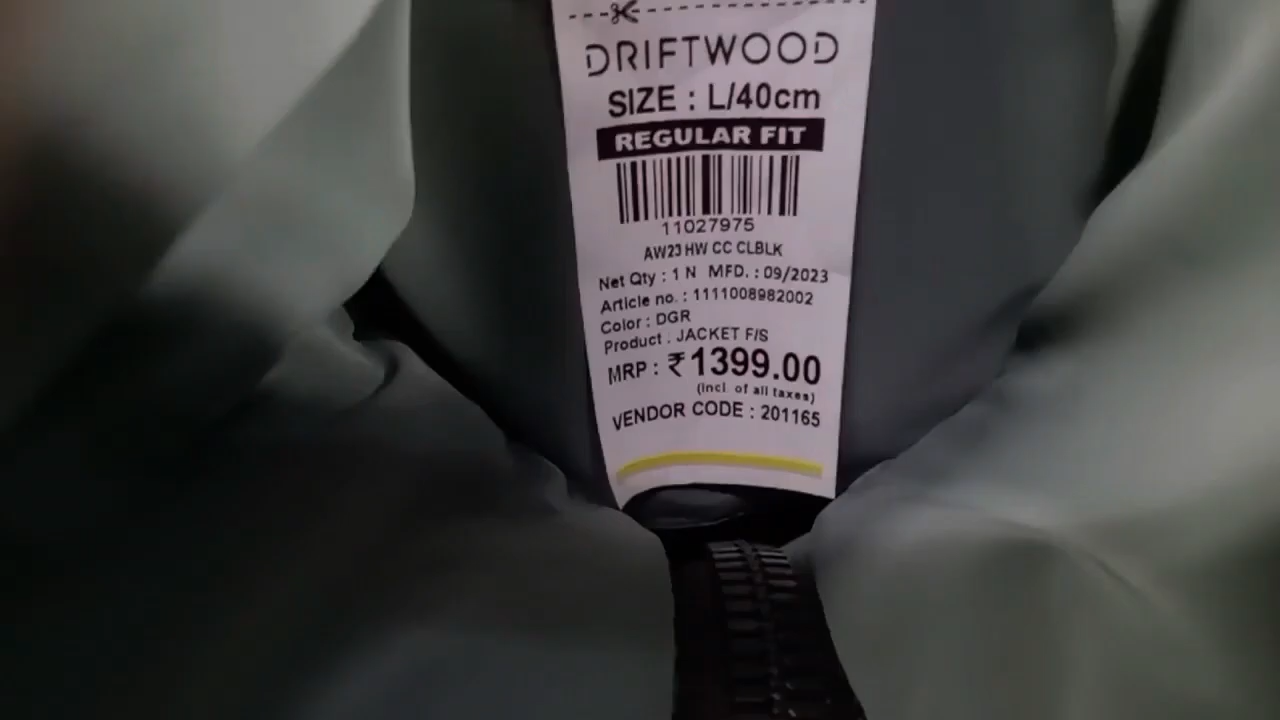 DRIFTWOOD
SIZE : L/40cm
REGULAR FIT
11027975
AW23 HW CC CLBLK
Net Qty : 1 N MFD. : 09/2023
Article no. : 1111008982002
Color : DGR
Product : JACKET F/S
MRP : ₹1399.00
(incl. of all taxes)
VENDOR CODE : 201165